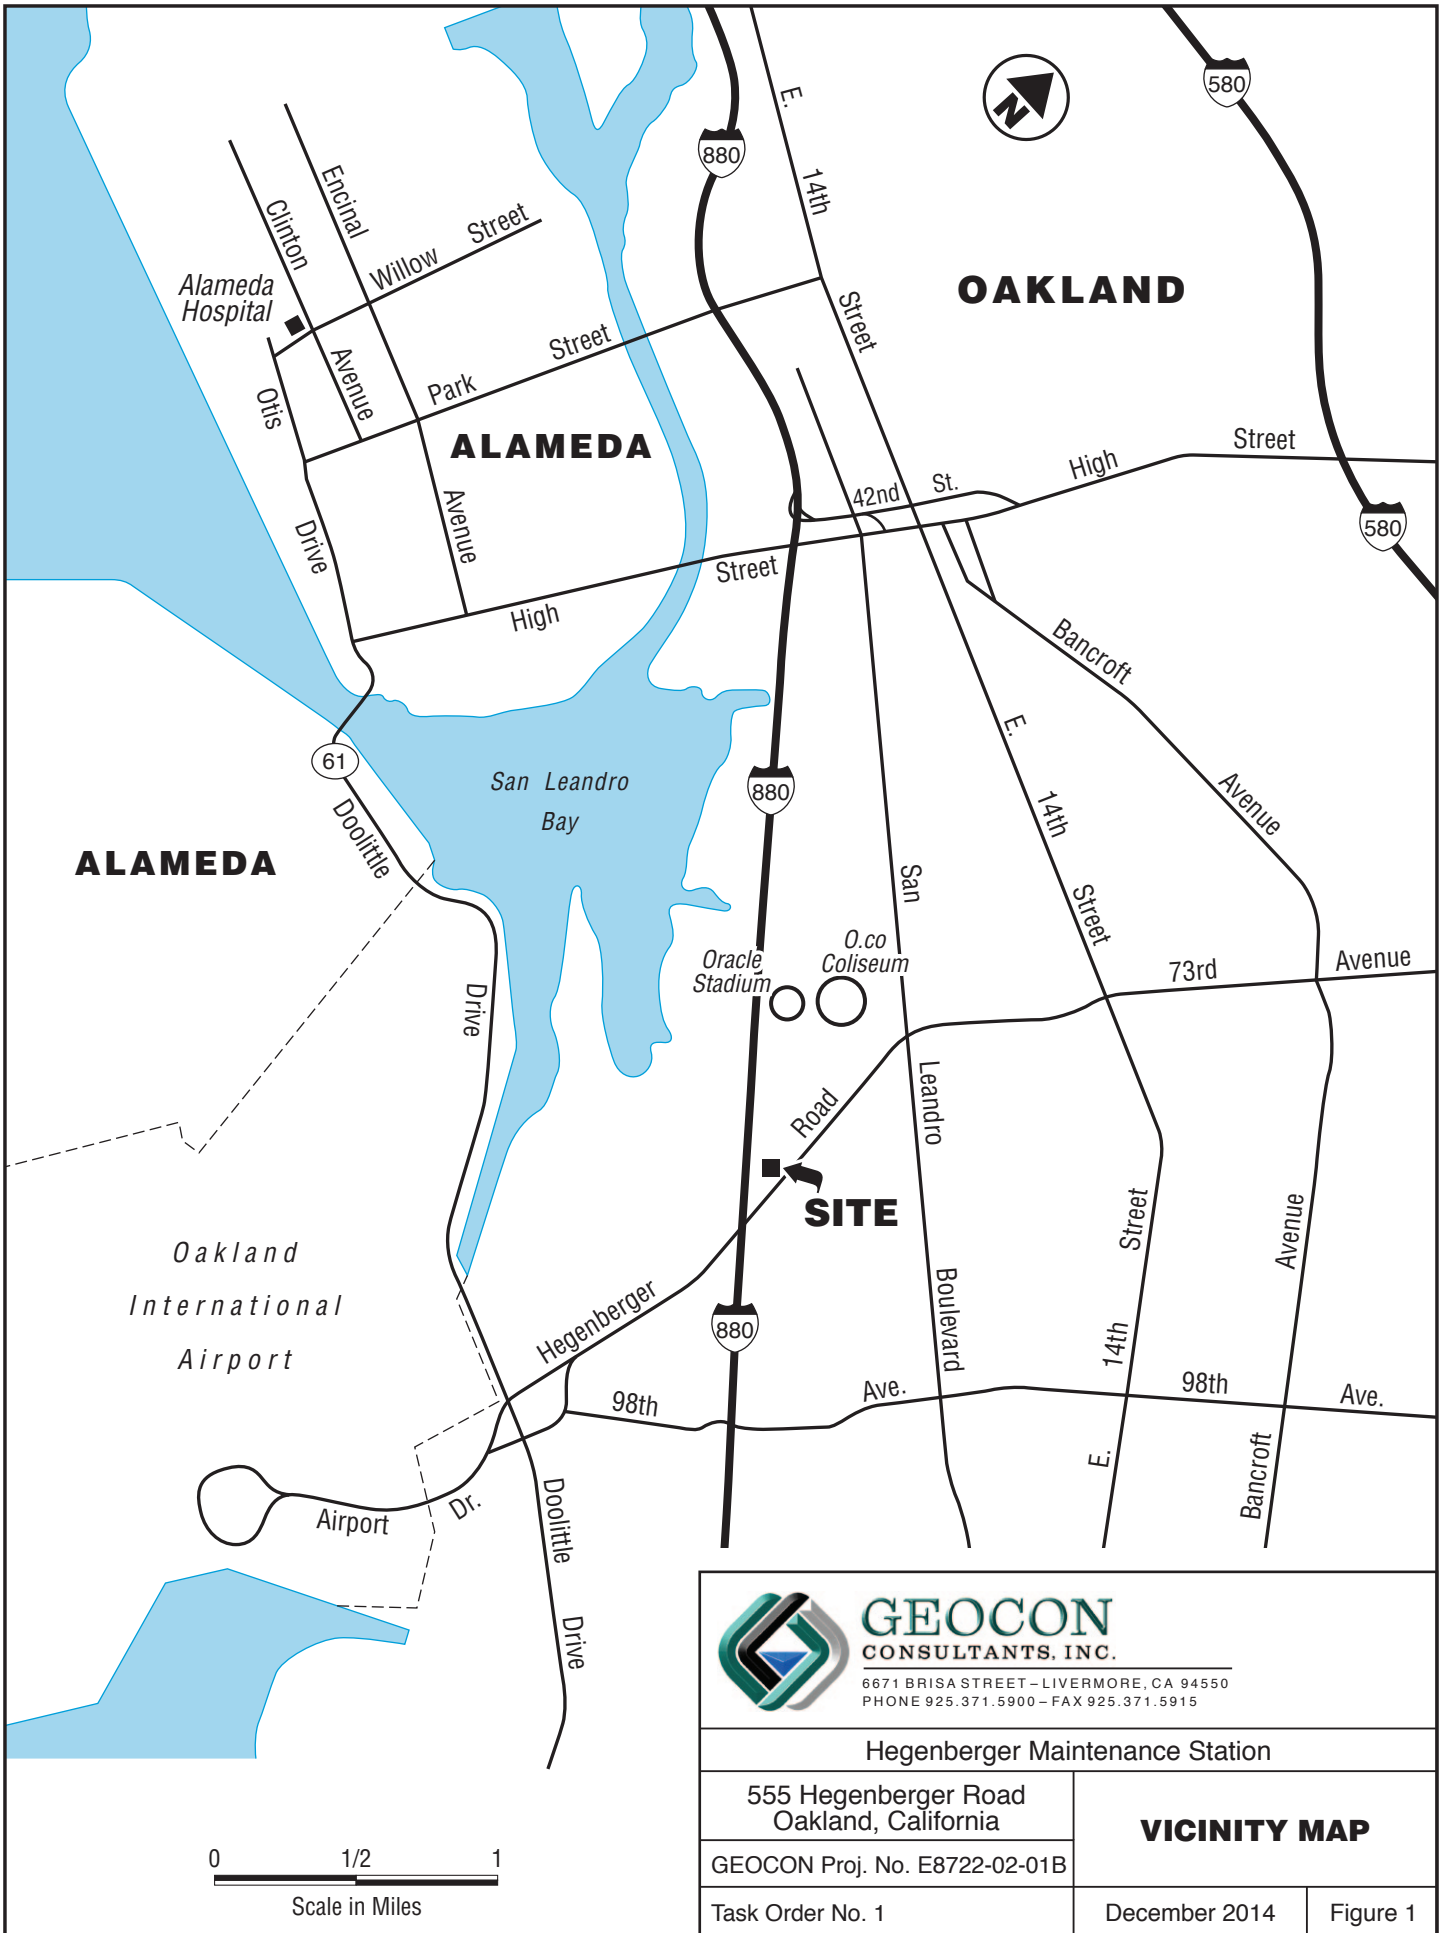 E.
580
880
14th
Encinal
Clinton
Willow
Street
Alameda
Hospital
OAKLAND
Street
Street
Avenue
Park
Otis
ALAMEDA
Street
High
42nd
St.
Avenue
Drive
580
Street
High
Bancroft
E.
61
San Leandro
Bay
880
Doolittle
14th
Avenue
ALAMEDA
San
Street
Oracle
Stadium
O.co
Coliseum
73rd
Avenue
Drive
Road
Leandro
SITE
Street
Avenue
Oakland
International
Airport
Hegenberger
880
Boulevard
14th
98th
Ave.
98th
Ave.
E.
Bancroft
Airport
Dr.
Doolittle
Drive
GEOCON
CONSULTANTS, INC.
6671 BRISA STREET – LIVERMORE, CA 94550
PHONE 925.371.5900 – FAX 925.371.5915
Hegenberger Maintenance Station
555 Hegenberger Road
Oakland, California
VICINITY MAP
GEOCON Proj. No. E8722-02-01B
Task Order No. 1
December 2014
Figure 1
0 1/2 1
Scale in Miles
N